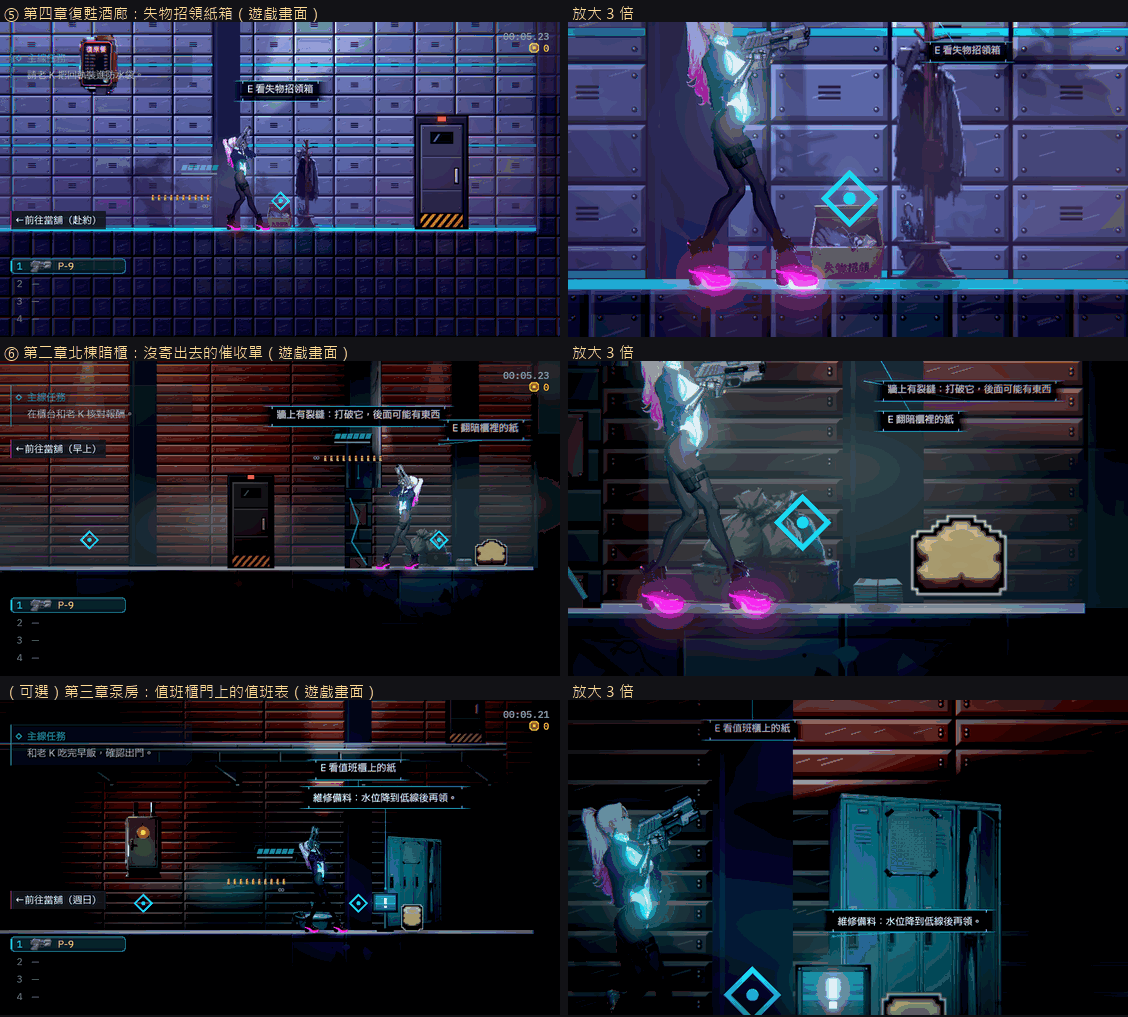 ⑤ 第四章復甦酒廊：失物招領紙箱（遊戲畫面）
放大 3 倍
復原餐
主線任務
00:05.23
0
E 看失物招領箱
←前往當舖（赴約）
1 P-9
2 —
3 —
4 —
E 看失物招領箱
失物招領
⑥ 第二章北棟暗櫃：沒寄出去的催收單（遊戲畫面）
放大 3 倍
主線任務
在櫃台和老 K 核對報酬。
00:05.23
0
牆上有裂縫：打破它，後面可能有東西
E 翻暗櫃裡的紙
←前往當舖（早上）
∞
1 P-9
2 —
3 —
4 —
牆上有裂縫：打破它，後面可能有東西
E 翻暗櫃裡的紙
（可選）第三章泵房：值班櫃門上的值班表（遊戲畫面）
放大 3 倍
主線任務
和老 K 吃完早飯，確認出門。
00:05.21
0
E 看值班櫃上的紙
維修備料：水位降到低線後再領。
∞
←前往當舖（週日）
!
1 P-9
2 —
3 —
4 —
E 看值班櫃上的紙
維修備料：水位降到低線後再領。
!